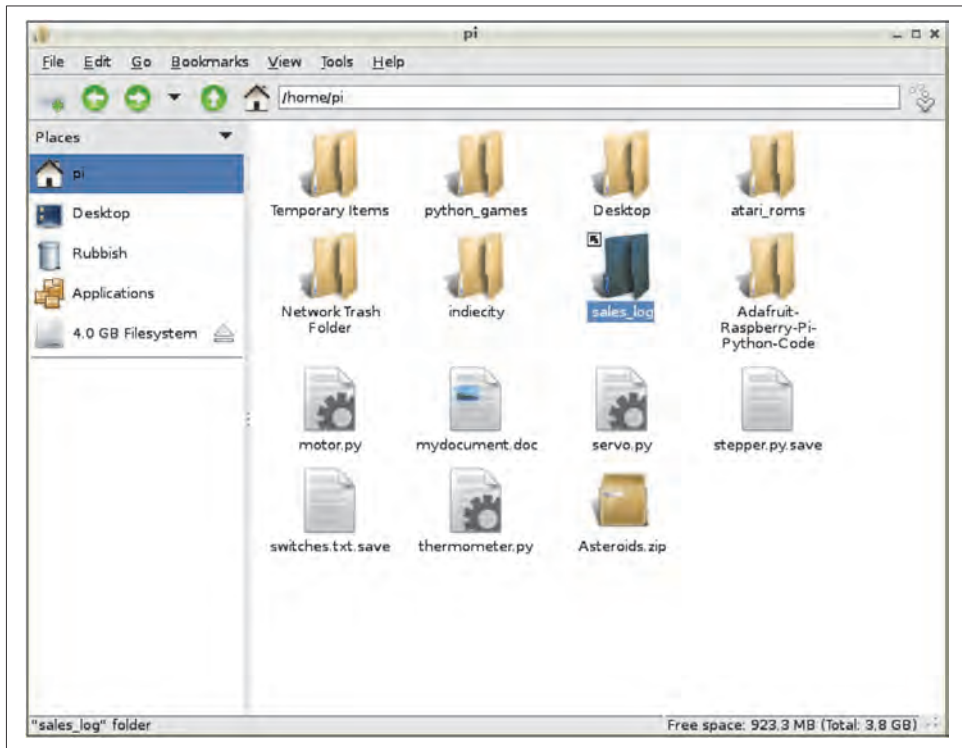 pi
File Edit Go Bookmarks View Tools Help
/home/pi
Places
pi
Desktop
Rubbish
Applications
4.0 GB Filesystem
Temporary Items
python_games
Desktop
atari_roms
Network Trash
Folder
indiecity
sales_log
Adafruit-
Raspberry-Pi-
Python-Code
motor.py
mydocument.doc
servo.py
stepper.py.save
switches.txt.save
thermometer.py
Asteroids.zip
"sales_log" folder
Free space: 923.3 MB (Total: 3.8 GB)